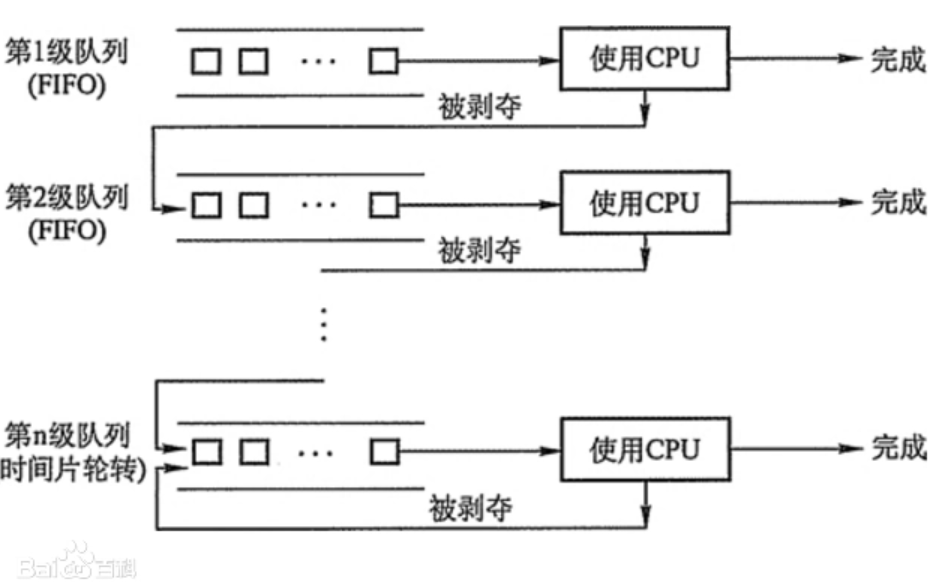 第1级队列
(FIFO)
··· 使用CPU 完成
被剥夺
第2级队列
(FIFO)
··· 使用CPU 完成
被剥夺
第n级队列
时间片轮转)
··· 使用CPU 完成
被剥夺
Baidu百科